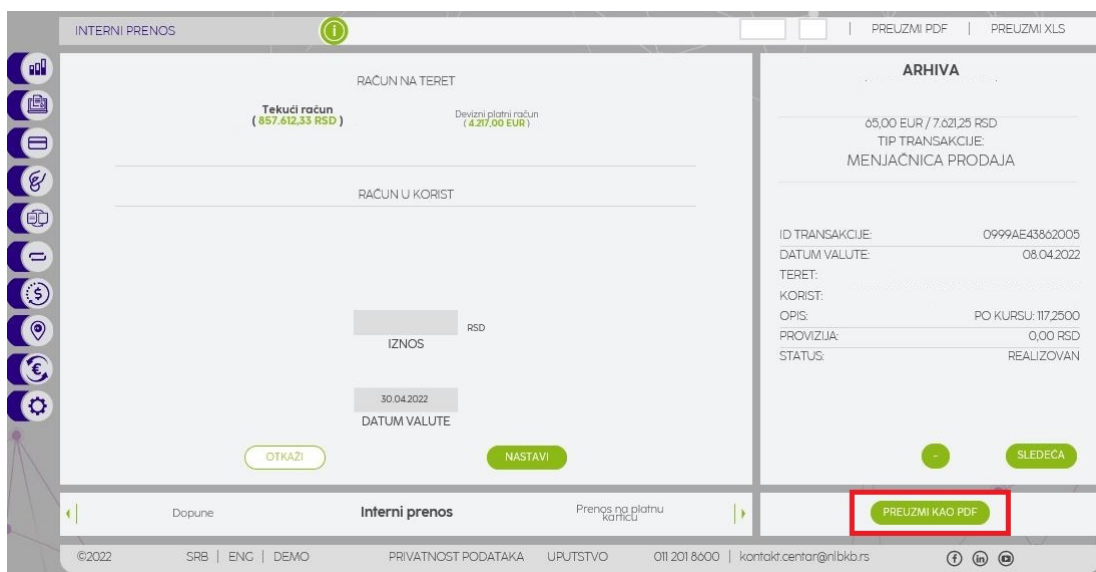 INTERNI PRENOS
i
| PREUZMI PDF | PREUZMI XLS
RAČUN NA TERET
Tekući račun
( 857.612,33 RSD )
Devizni platni račun
( 4.217,00 EUR )
RAČUN U KORIST
RSD
IZNOS
30.04.2022
DATUM VALUTE
OTKAŽI
NASTAVI
ARHIVA
65,00 EUR / 7.621,25 RSD
TIP TRANSAKCIJE:
MENJAČNICA PRODAJA
ID TRANSAKCIJE: 0999AE43862005
DATUM VALUTE: 08.04.2022
TERET:
KORIST:
OPIS: PO KURSU: 117,2500
PROVIZIJA: 0,00 RSD
STATUS: REALIZOVAN
-
SLEDEĆA
Dopune
Interni prenos
Prenos na platnu
karticu
PREUZMI KAO PDF
©2022 SRB | ENG | DEMO PRIVATNOST PODATAKA UPUTSTVO 011 201 8600 | kontakt.centar@nlbkb.rs